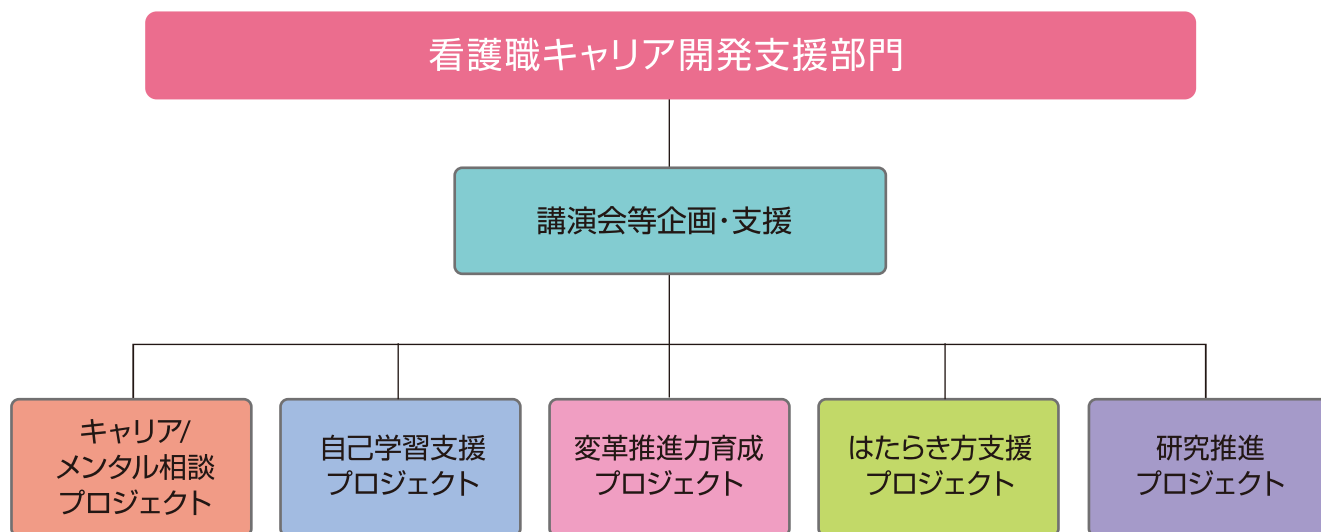 看護職キャリア開発支援部門
講演会等企画・支援
キャリア/
メンタル相談
プロジェクト
自己学習支援
プロジェクト
変革推進力育成
プロジェクト
はたらき方支援
プロジェクト
研究推進
プロジェクト